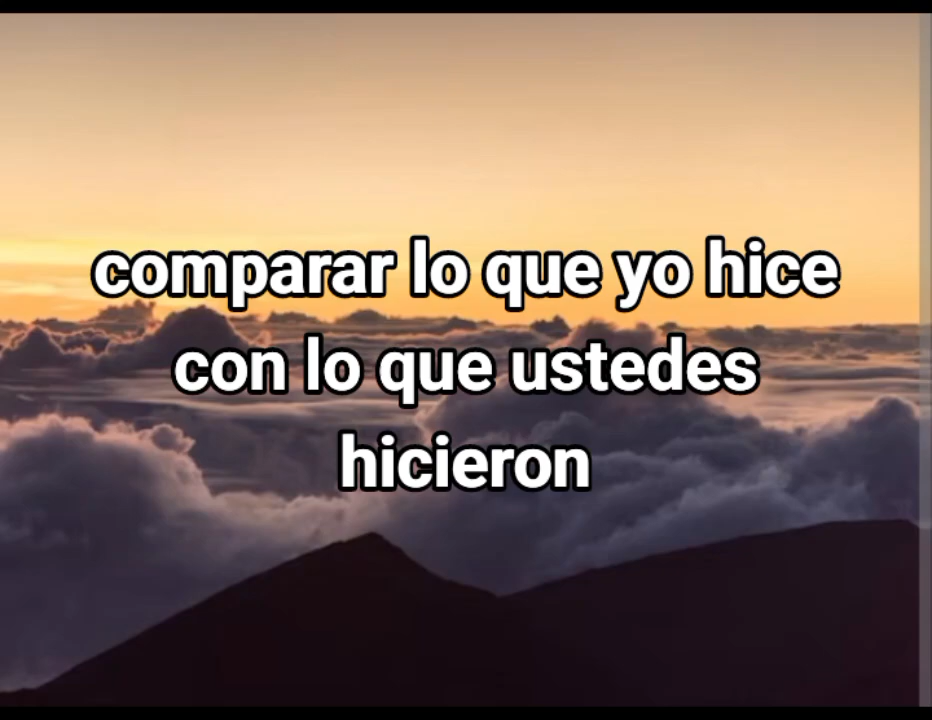 comparar lo que yo hice
con lo que ustedes
hicieron